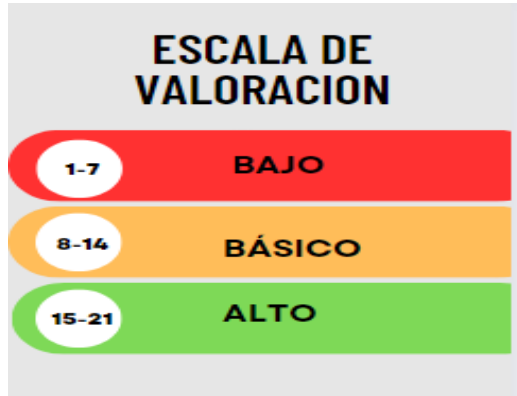 ESCALA DE
VALORACION
1-7 BAJO
8-14 BÁSICO
15-21 ALTO